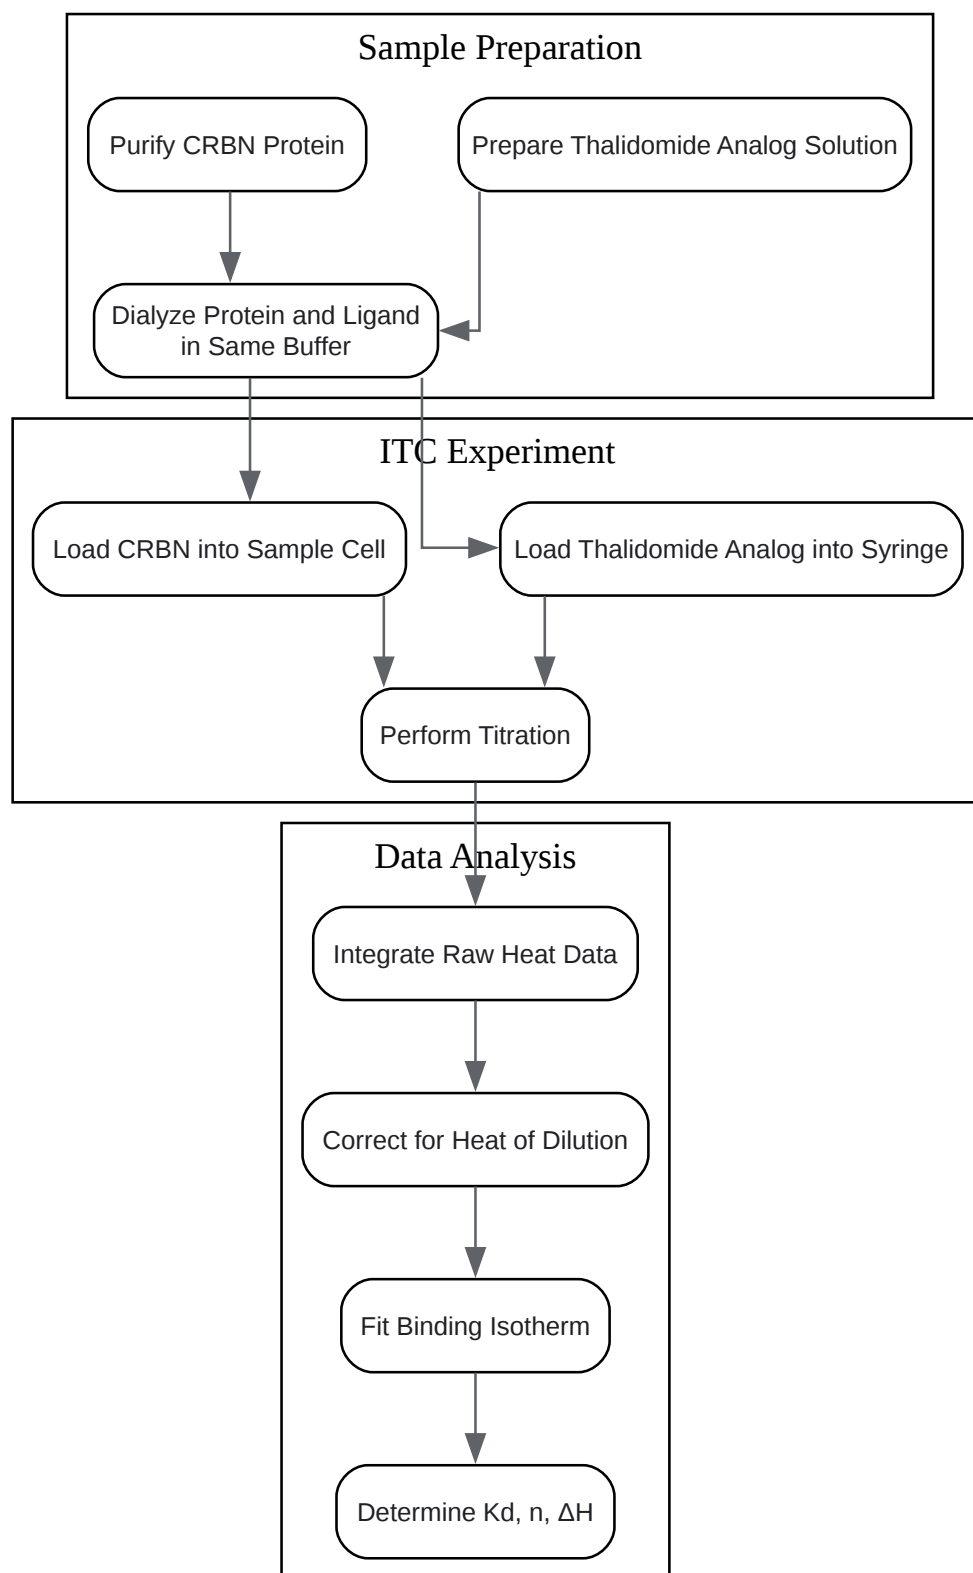 Sample Preparation
Purify CRBN Protein
Prepare Thalidomide Analog Solution
Dialyze Protein and Ligand
in Same Buffer
ITC Experiment
Load CRBN into Sample Cell
Load Thalidomide Analog into Syringe
Perform Titration
Data Analysis
Integrate Raw Heat Data
Correct for Heat of Dilution
Fit Binding Isotherm
Determine Kd, n, ΔH